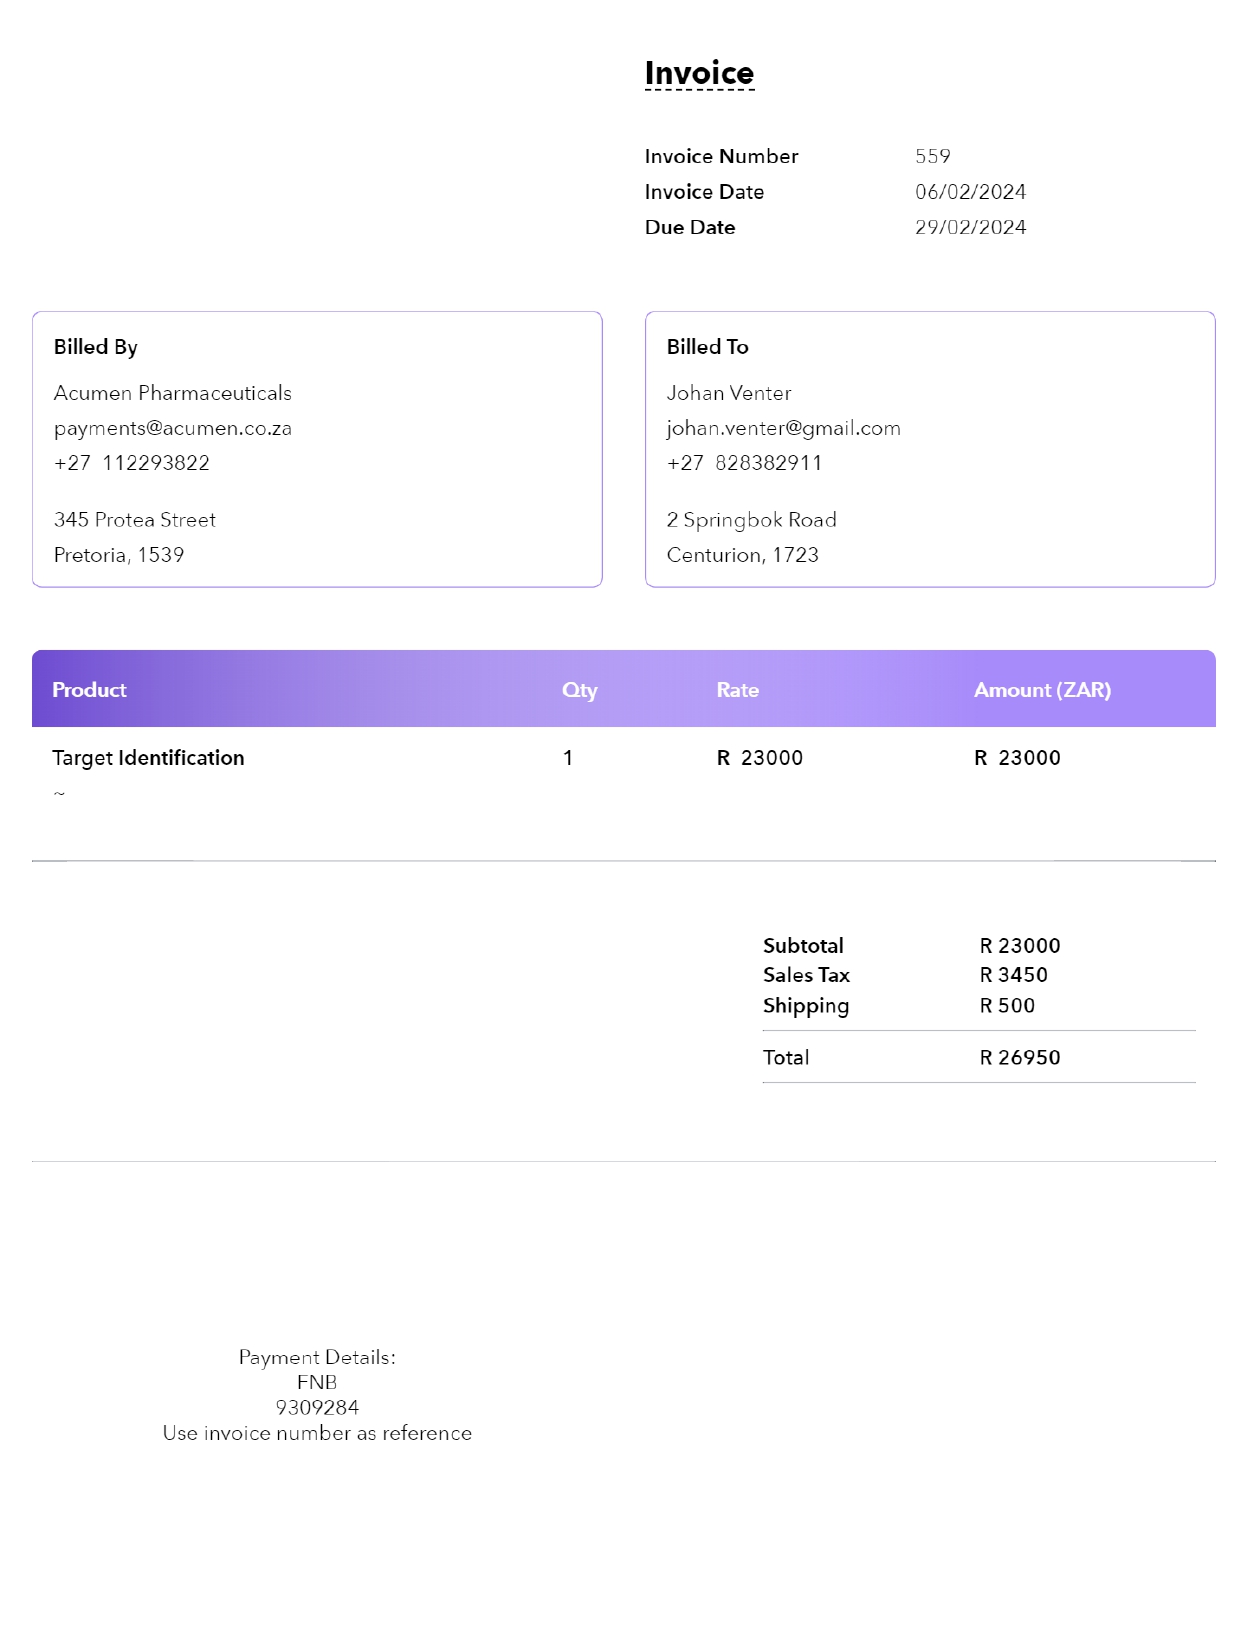 Invoice
Invoice Number 559
Invoice Date 06/02/2024
Due Date 29/02/2024
Billed By
Acumen Pharmaceuticals
payments@acumen.co.za
+27 112293822
345 Protea Street
Pretoria, 1539
Billed To
Johan Venter
johan.venter@gmail.com
+27 828382911
2 Springbok Road
Centurion, 1723
Product Qty Rate Amount (ZAR)
Target Identification 1 R 23000 R 23000
~
Subtotal R 23000
Sales Tax R 3450
Shipping R 500
Total R 26950
Payment Details:
FNB
9309284
Use invoice number as reference